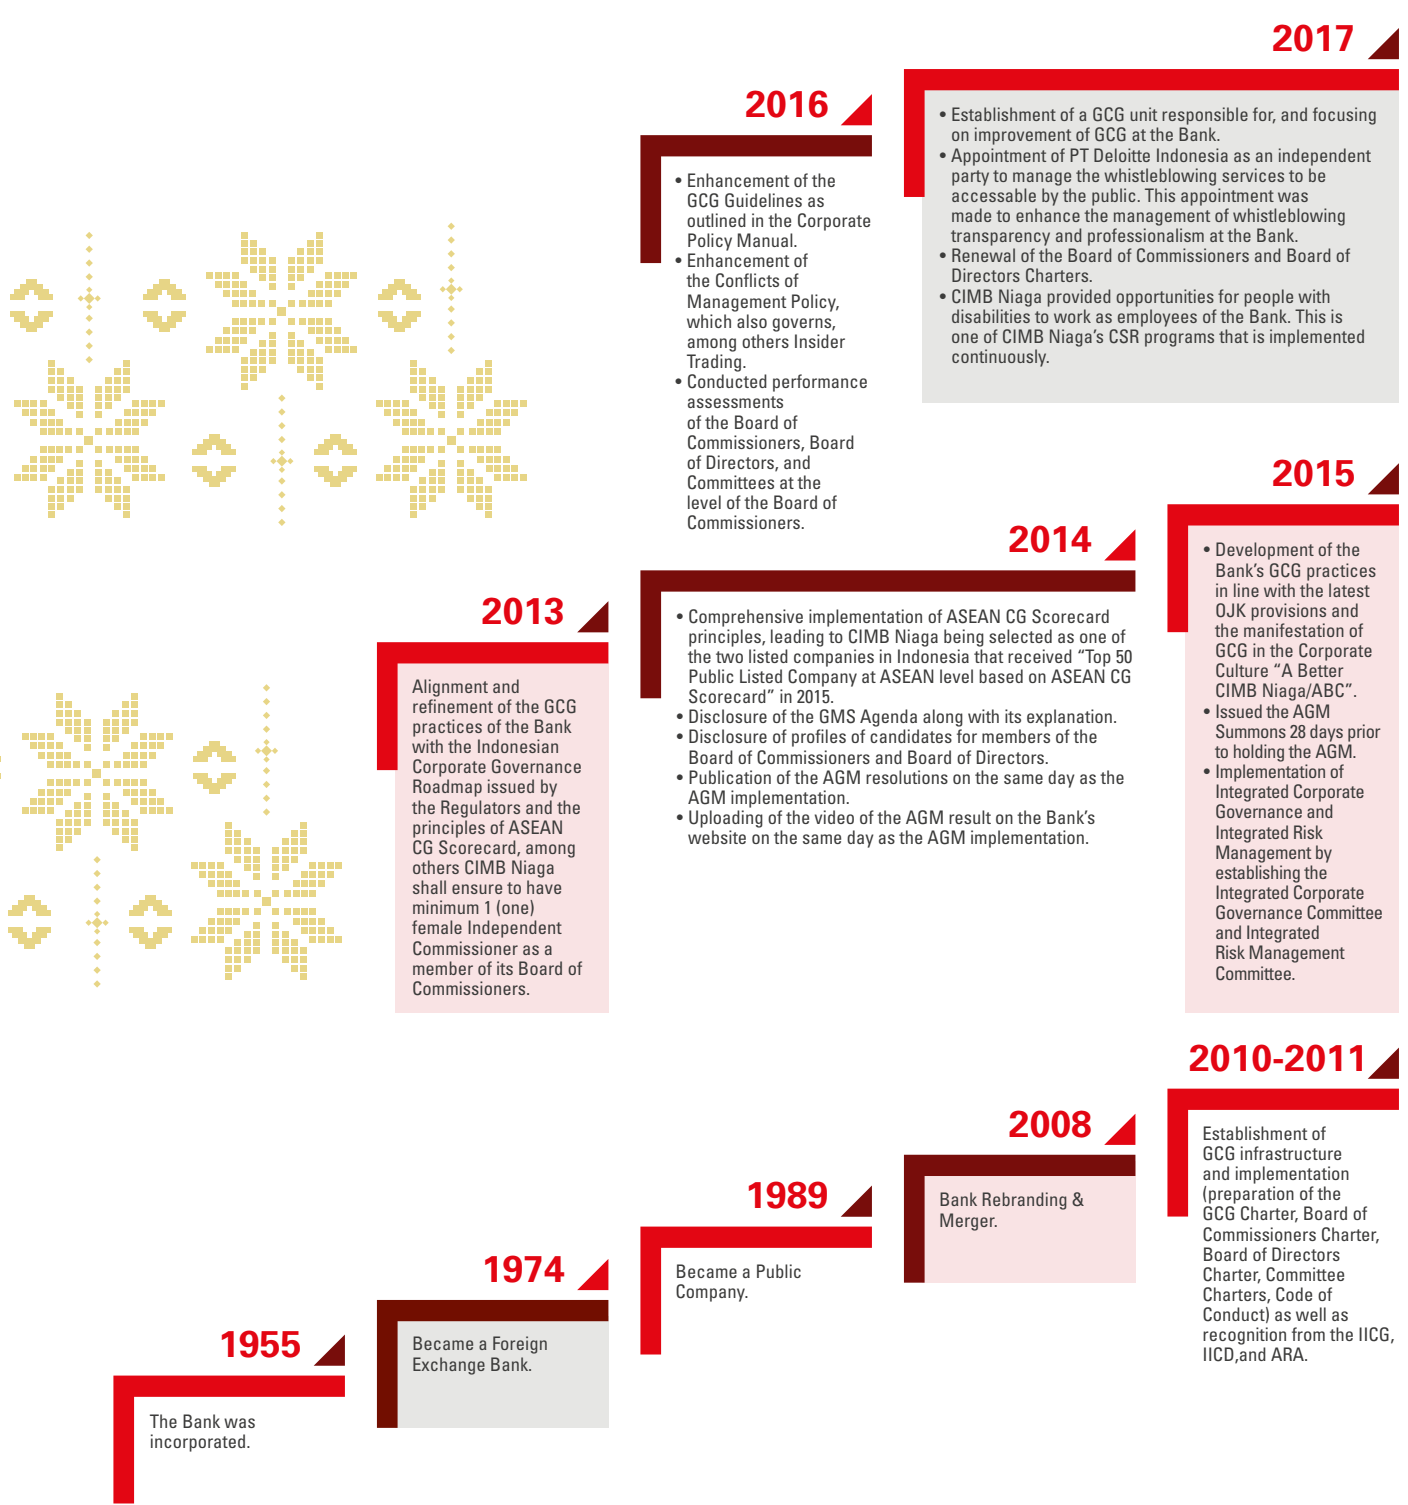 2017
• Establishment of a GCG unit responsible for, and focusing
on improvement of GCG at the Bank.
• Appointment of PT Deloitte Indonesia as an independent
party to manage the whistleblowing services to be
accessable by the public. This appointment was
made to enhance the management of whistleblowing
transparency and professionalism at the Bank.
• Renewal of the Board of Commissioners and Board of
Directors Charters.
• CIMB Niaga provided opportunities for people with
disabilities to work as employees of the Bank. This is
one of CIMB Niaga's CSR programs that is implemented
continuously.
2016
• Enhancement of the
GCG Guidelines as
outlined in the Corporate
Policy Manual.
• Enhancement of
the Conflicts of
Management Policy,
which also governs,
among others Insider
Trading.
• Conducted performance
assessments
of the Board of
Commissioners, Board
of Directors, and
Committees at the
level of the Board of
Commissioners.
2015
• Development of the
Bank's GCG practices
in line with the latest
OJK provisions and
the manifestation of
GCG in the Corporate
Culture “A Better
CIMB Niaga/ABC”.
• Issued the AGM
Summons 28 days prior
to holding the AGM.
• Implementation of
Integrated Corporate
Governance and
Integrated Risk
Management by
establishing the
Integrated Corporate
Governance Committee
and Integrated
Risk Management
Committee.
2014
• Comprehensive implementation of ASEAN CG Scorecard
principles, leading to CIMB Niaga being selected as one of
the two listed companies in Indonesia that received “Top 50
Public Listed Company at ASEAN level based on ASEAN CG
Scorecard” in 2015.
• Disclosure of the GMS Agenda along with its explanation.
• Disclosure of profiles of candidates for members of the
Board of Commissioners and Board of Directors.
• Publication of the AGM resolutions on the same day as the
AGM implementation.
• Uploading of the video of the AGM result on the Bank's
website on the same day as the AGM implementation.
2013
Alignment and
refinement of the GCG
practices of the Bank
with the Indonesian
Corporate Governance
Roadmap issued by
the Regulators and the
principles of ASEAN
CG Scorecard, among
others CIMB Niaga
shall ensure to have
minimum 1 (one)
female Independent
Commissioner as a
member of its Board of
Commissioners.
2010-2011
Establishment of
GCG infrastructure
and implementation
(preparation of the
GCG Charter, Board of
Commissioners Charter,
Board of Directors
Charter, Committee
Charters, Code of
Conduct) as well as
recognition from the IICG,
IICD,and ARA.
2008
Bank Rebranding &
Merger.
1989
Became a Public
Company.
1974
Became a Foreign
Exchange Bank.
1955
The Bank was
incorporated.